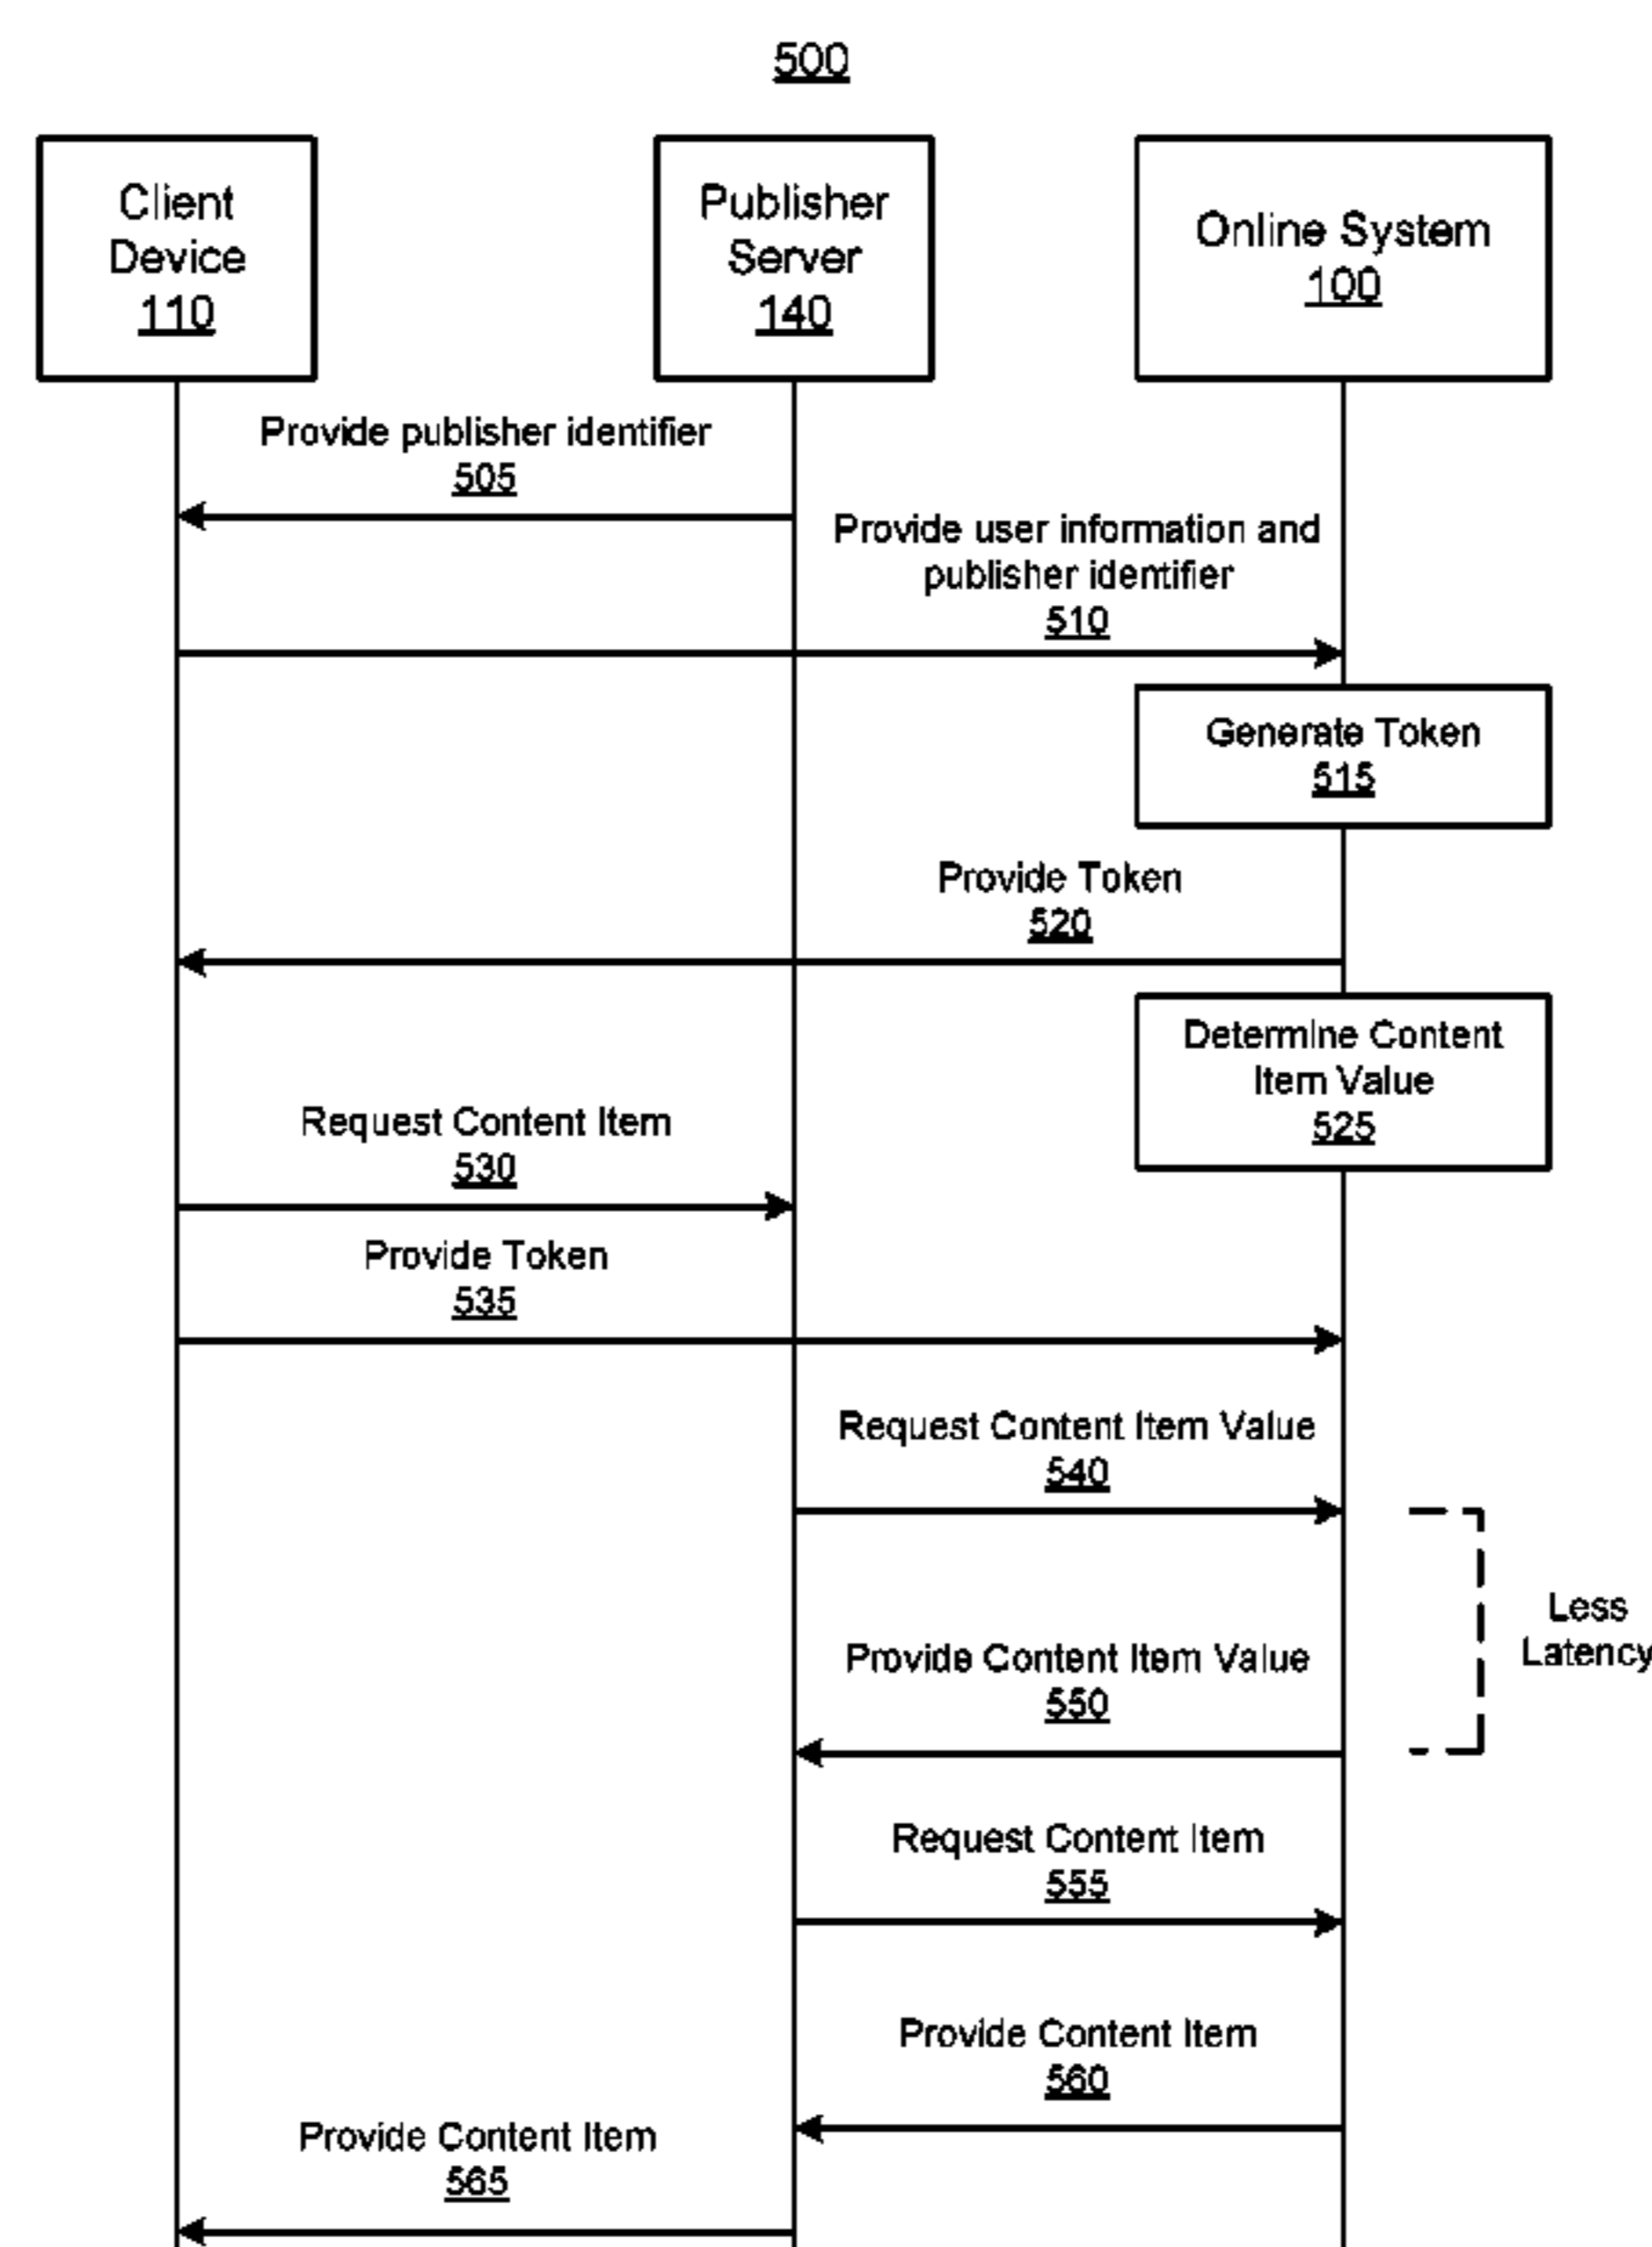 500
Client
Device
110
Publisher
Server
140
Online System
100
Provide publisher identifier
505
Provide user information and
publisher identifier
510
Generate Token
515
Provide Token
520
Determine Content
Item Value
525
Request Content Item
530
Provide Token
535
Request Content Item Value
540
Less
Latency
Provide Content Item Value
550
Request Content Item
555
Provide Content Item
560
Provide Content Item
565